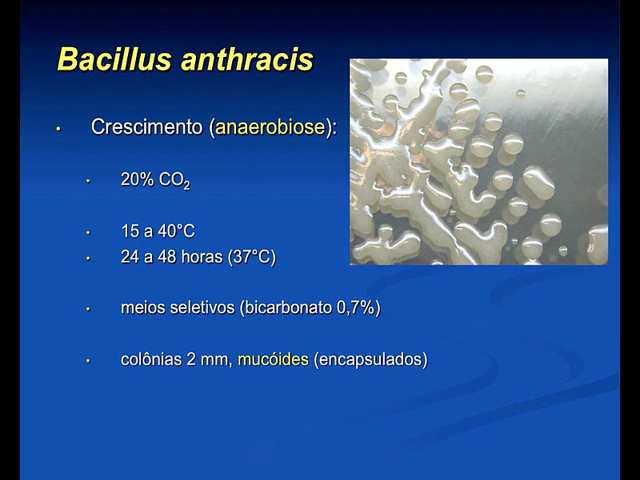 Bacillus anthracis
• Crescimento (anaerobiose):
• 20% CO₂
• 15 a 40°C
• 24 a 48 horas (37°C)
• meios seletivos (bicarbonato 0,7%)
• colônias 2 mm, mucóides (encapsulados)